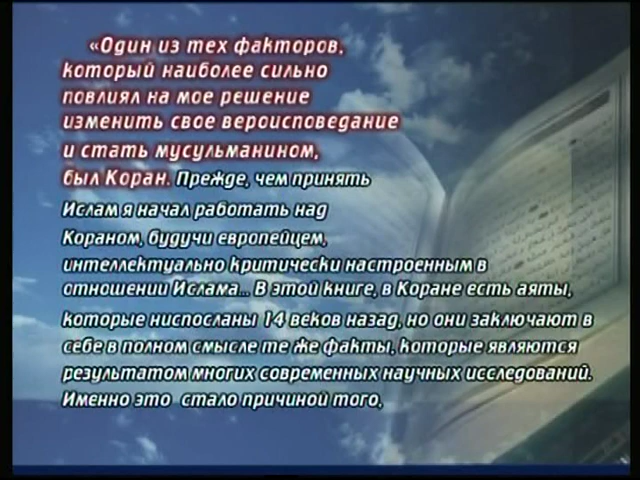 «Один из тех факторов,
который наиболее сильно
повлиял на мое решение
изменить свое вероисповедание
и стать мусульманином,
был Коран. Прежде, чем принять
Ислам я начал работать над
Кораном, будучи европейцем,
интеллектуально критически настроенным в
отношении Ислама... В этой книге, в Коране есть аяты,
которые ниспосланы 14 веков назад, но они заключают в
себе в полном смысле те же факты, которые являются
результатом многих современных научных исследований.
Именно это стало причиной того,